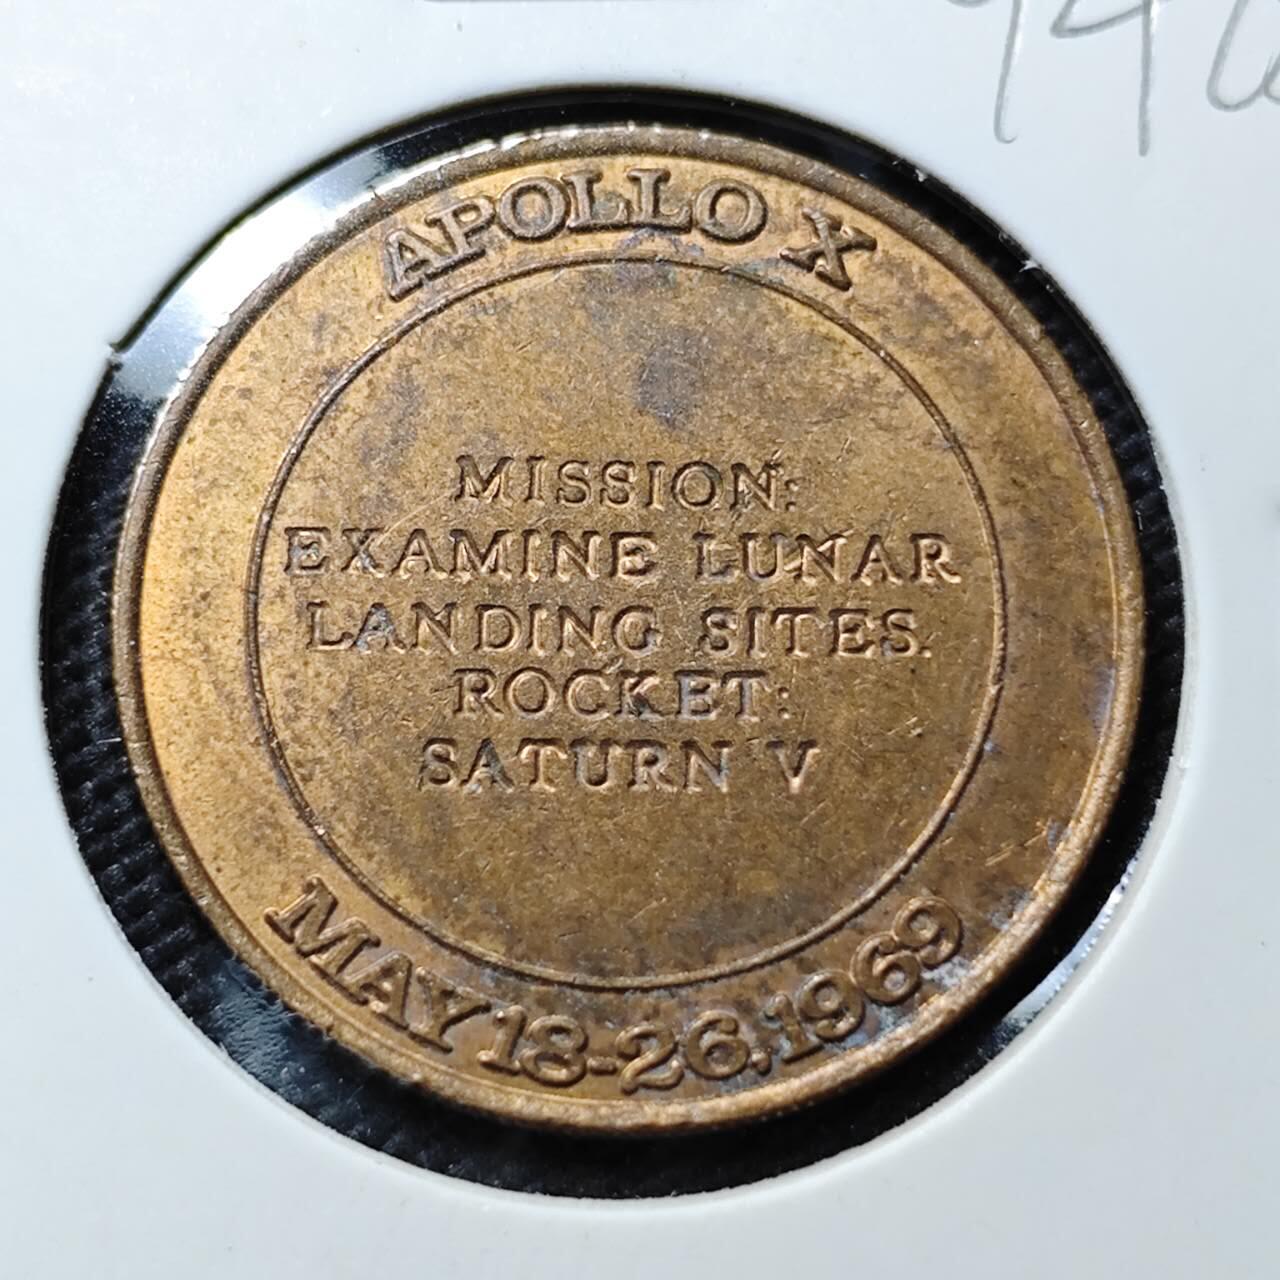 APOLLO X
MISSION:
EXAMINE LUNAR
LANDING SITES.
ROCKET:
SATURN V
MAY 18-26, 1969